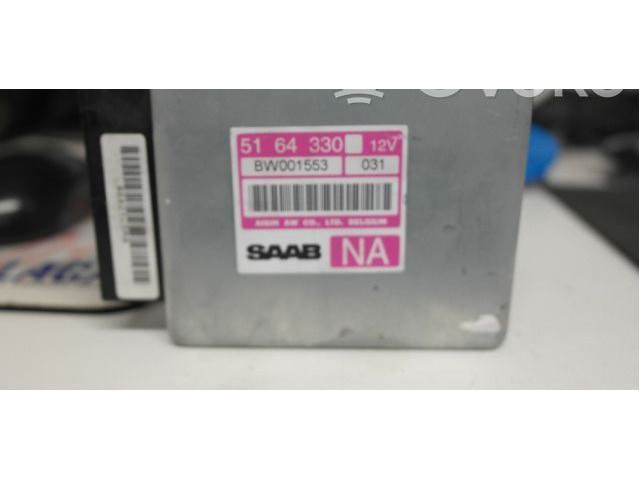 51 64 330 12V
BW001553 031
AISIN AW CO., LTD. BELGIUM
SAAB NA